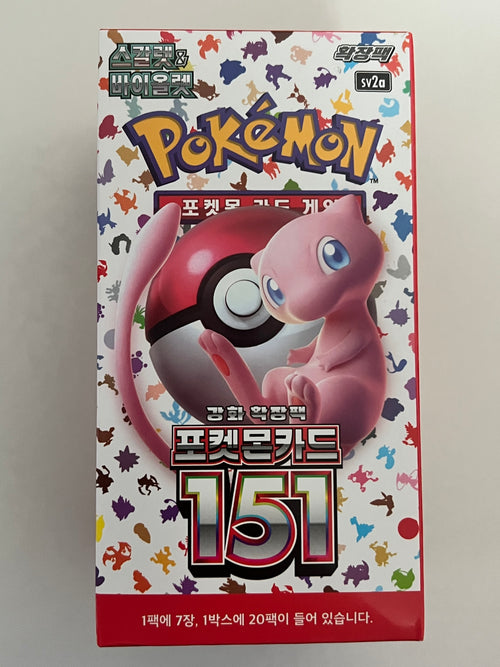 스칼렛&
바이올렛
확장팩
sv2a
POKéMON
TM
포켓몬 카드 게임
강화 확장팩
포켓몬카드
151
1팩에 7장, 1박스에 20팩이 들어 있습니다.